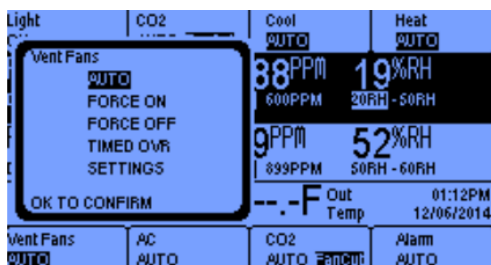 Light CO2 Cool Heat
AUTO AUTO
Vent Fans
AUTO
FORCE ON
FORCE OFF
TIMED OVR
SETTINGS
OK TO CONFIRM
38PPM 19%RH
600PPM 20RH - 50RH
9PPM 52%RH
899PPM 50RH - 60RH
--.-F Out Temp
01:12PM
12/06/2014
Vent Fans AC CO2 Alarm
AUTO AUTO AUTO FanCut AUTO